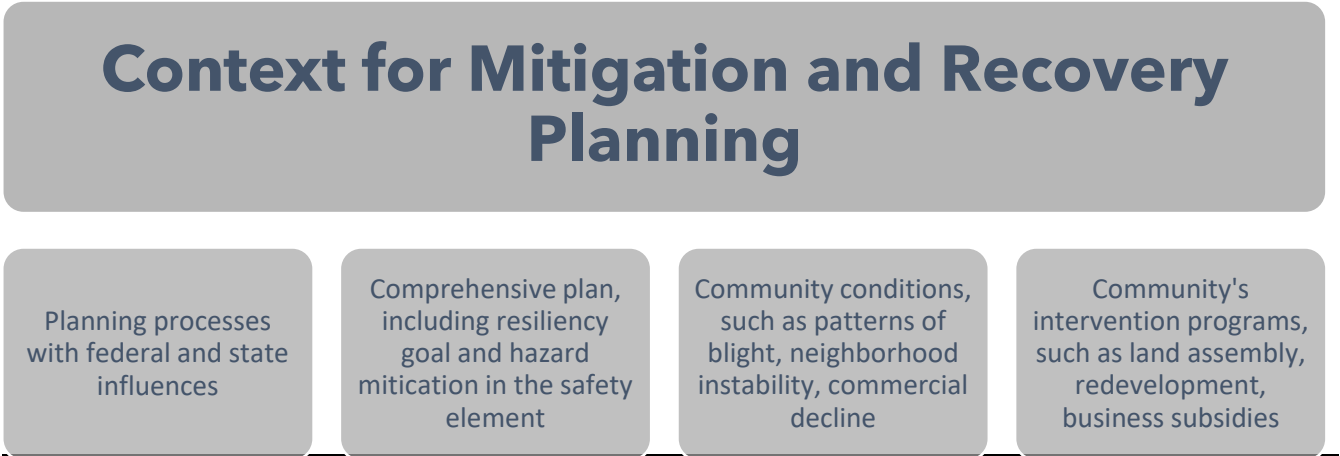 Context for Mitigation and Recovery
Planning
Planning processes
with federal and state
influences
Comprehensive plan,
including resiliency
goal and hazard
mitication in the safety
element
Community conditions,
such as patterns of
blight, neighborhood
instability, commercial
decline
Community's
intervention programs,
such as land assembly,
redevelopment,
business subsidies